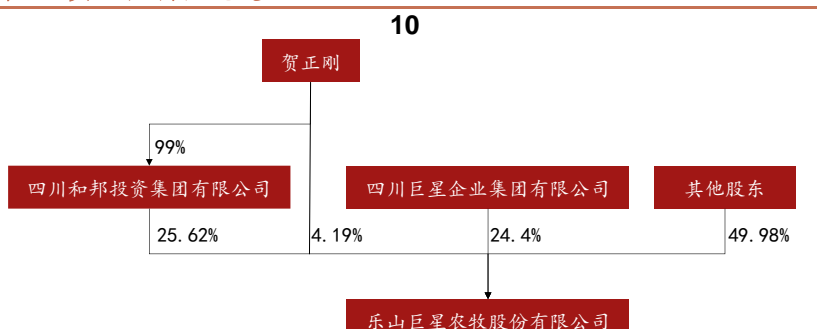 10
贺正刚
99%
四川和邦投资集团有限公司
四川巨星企业集团有限公司
其他股东
25.62%
4.19%
24.4%
49.98%
乐山巨星农牧股份有限公司